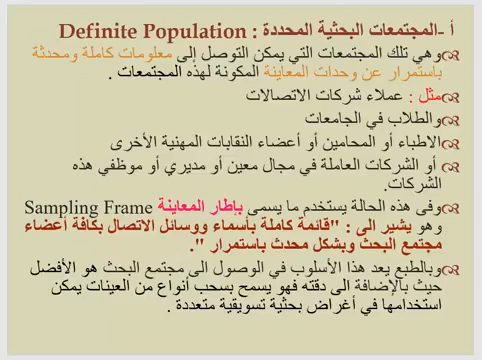 أ -المجتمعات البحثية المحددة : Definite Population
وهي تلك المجتمعات التي يمكن التوصل إلى معلومات كاملة ومحدثة
باستمرار عن وحدات المعاينة المكونة لهذه المجتمعات .
مثل : عملاء شركات الاتصالات
والطلاب في الجامعات
الاطباء أو المحامين أو أعضاء النقابات المهنية الأخرى
أو الشركات العاملة في مجال معين أو مديري أو موظفي هذه
الشركات.
وفى هذه الحالة يستخدم ما يسمى بإطار المعاينة Sampling Frame
وهو يشير الى : "قائمة كاملة بأسماء ووسائل الاتصال بكافة أعضاء
مجتمع البحث وبشكل محدث باستمرار ".
وبالطبع يعد هذا الأسلوب في الوصول الى مجتمع البحث هو الأفضل
حيث بالإضافة الى دقته فهو يسمح بسحب أنواع من العينات يمكن
استخدامها في أغراض بحثية تسويقية متعددة .